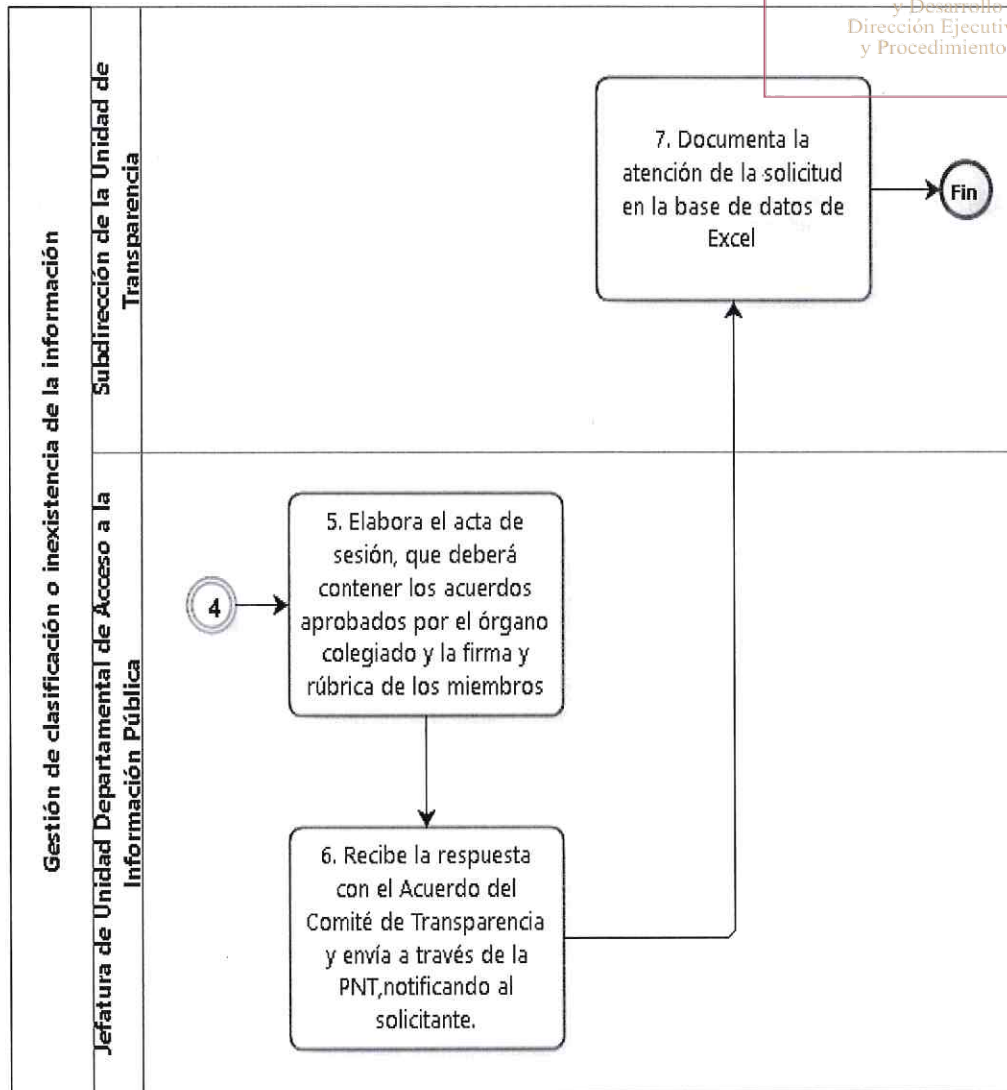 y Desarrollo
Dirección Ejecuti
y Procedimiento
Gestión de clasificación o inexistencia de la información
Subdirección de la Unidad de
Transparencia
7. Documenta la
atención de la solicitud
en la base de datos de
Excel
Fin
Jefatura de Unidad Departamental de Acceso a la
Información Pública
4
5. Elabora el acta de
sesión, que deberá
contener los acuerdos
aprobados por el órgano
colegiado y la firma y
rúbrica de los miembros
6. Recibe la respuesta
con el Acuerdo del
Comité de Transparencia
y envía a través de la
PNT,notificando al
solicitante.